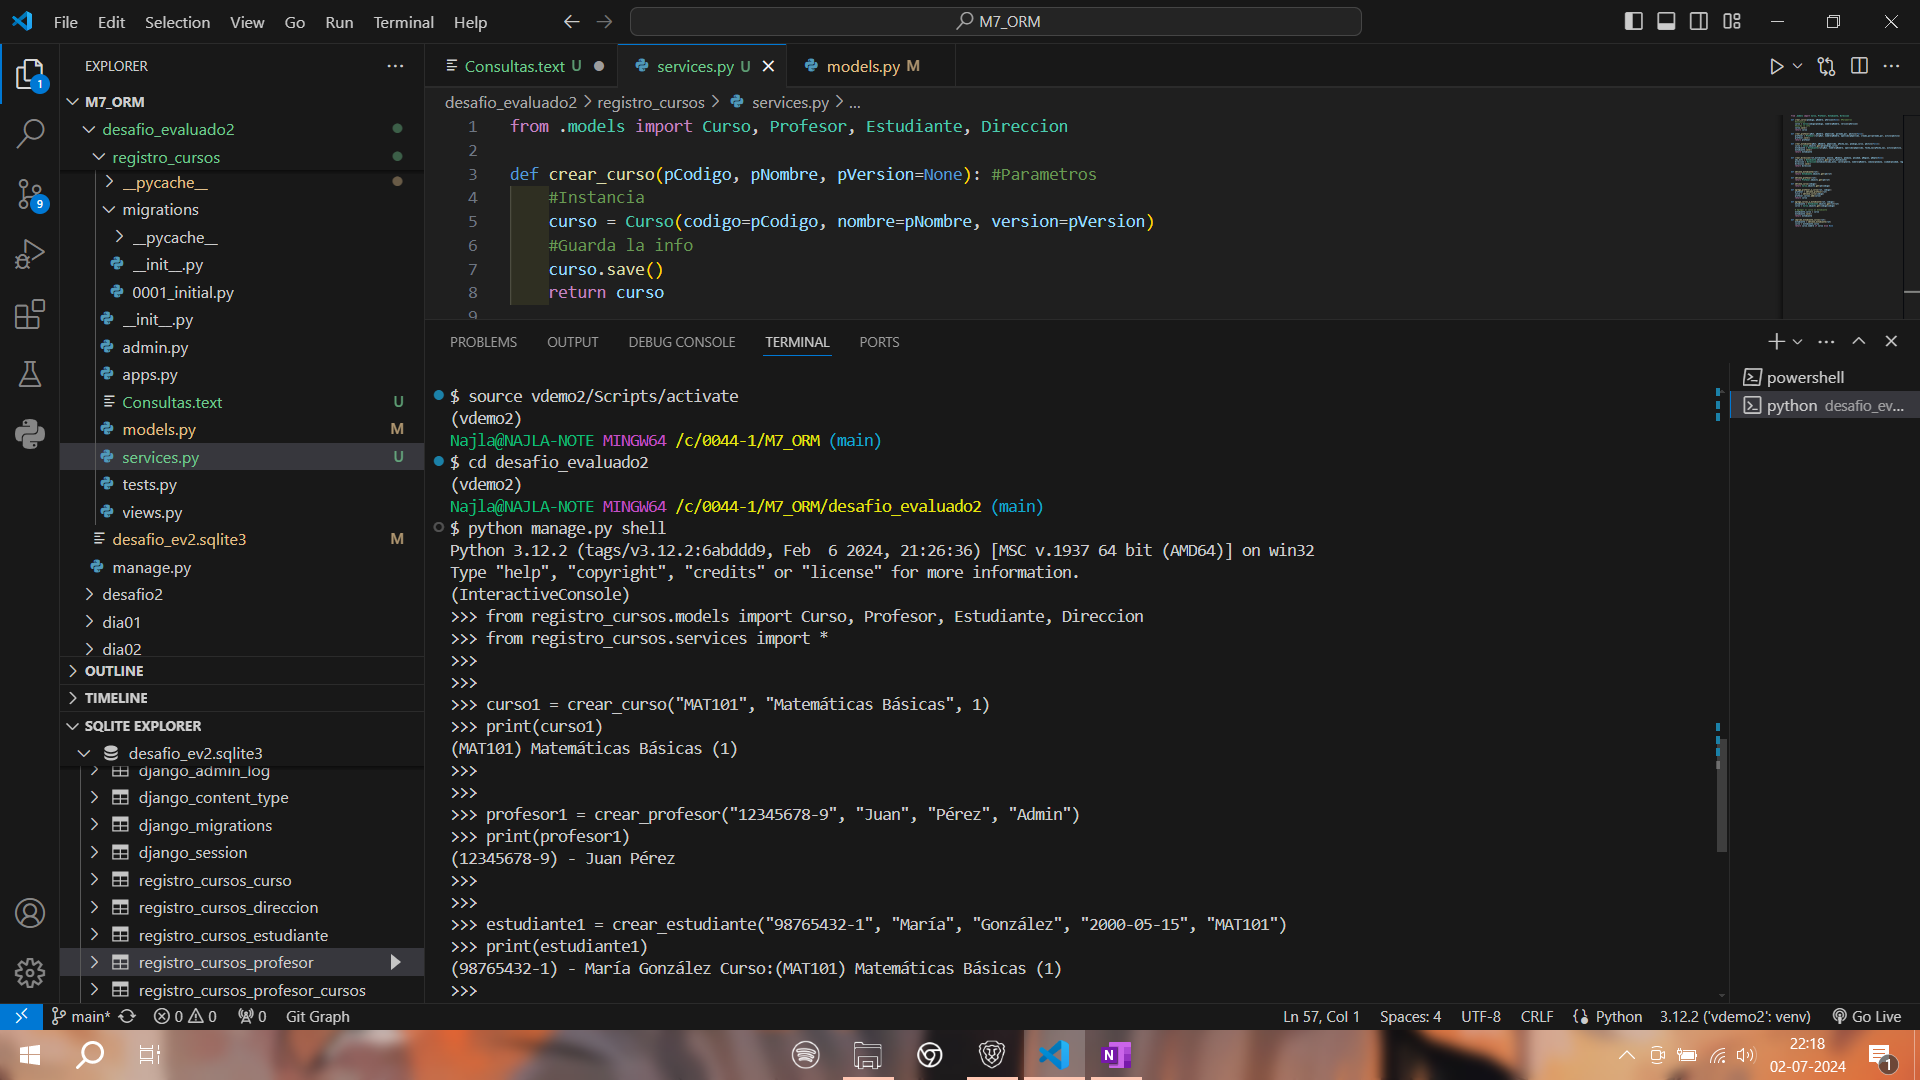 File Edit Selection View Go Run Terminal Help
M7_ORM
EXPLORER
1
9
M7_ORM
desafio_evaluado2
registro_cursos
__pycache__
migrations
__pycache__
__init__.py
0001_initial.py
__init__.py
admin.py
apps.py
Consultas.text U
models.py M
services.py U
tests.py
views.py
desafio_ev2.sqlite3 M
manage.py
desafio2
dia01
dia02
OUTLINE
TIMELINE
SQLITE EXPLORER
desafio_ev2.sqlite3
django_admin_log
django_content_type
django_migrations
django_session
registro_cursos_curso
registro_cursos_direccion
registro_cursos_estudiante
registro_cursos_profesor
registro_cursos_profesor_cursos
Consultas.text U
services.py U
models.py M
desafio_evaluado2 > registro_cursos > services.py > ...
1 from .models import Curso, Profesor, Estudiante, Direccion
2
3 def crear_curso(pCodigo, pNombre, pVersion=None): #Parametros
4 #Instancia
5 curso = Curso(codigo=pCodigo, nombre=pNombre, version=pVersion)
6 #Guarda la info
7 curso.save()
8 return curso
9
PROBLEMS OUTPUT DEBUG CONSOLE TERMINAL PORTS
powershell
python desafio_ev...
$ source vdemo2/Scripts/activate
(vdemo2)
Najla@NAJLA-NOTE MINGW64 /c/0044-1/M7_ORM (main)
$ cd desafio_evaluado2
(vdemo2)
Najla@NAJLA-NOTE MINGW64 /c/0044-1/M7_ORM/desafio_evaluado2 (main)
$ python manage.py shell
Python 3.12.2 (tags/v3.12.2:6abddd9, Feb  6 2024, 21:26:36) [MSC v.1937 64 bit (AMD64)] on win32
Type "help", "copyright", "credits" or "license" for more information.
(InteractiveConsole)
>>> from registro_cursos.models import Curso, Profesor, Estudiante, Direccion
>>> from registro_cursos.services import *
>>>
>>>
>>> curso1 = crear_curso("MAT101", "Matemáticas Básicas", 1)
>>> print(curso1)
(MAT101) Matemáticas Básicas (1)
>>>
>>>
>>> profesor1 = crear_profesor("12345678-9", "Juan", "Pérez", "Admin")
>>> print(profesor1)
(12345678-9) - Juan Pérez
>>>
>>>
>>> estudiante1 = crear_estudiante("98765432-1", "María", "González", "2000-05-15", "MAT101")
>>> print(estudiante1)
(98765432-1) - María González Curso:(MAT101) Matemáticas Básicas (1)
>>>
main* 0 0 0 Git Graph
Ln 57, Col 1 Spaces: 4 UTF-8 CRLF Python 3.12.2 ('vdemo2': venv) Go Live
22:18
02-07-2024
1